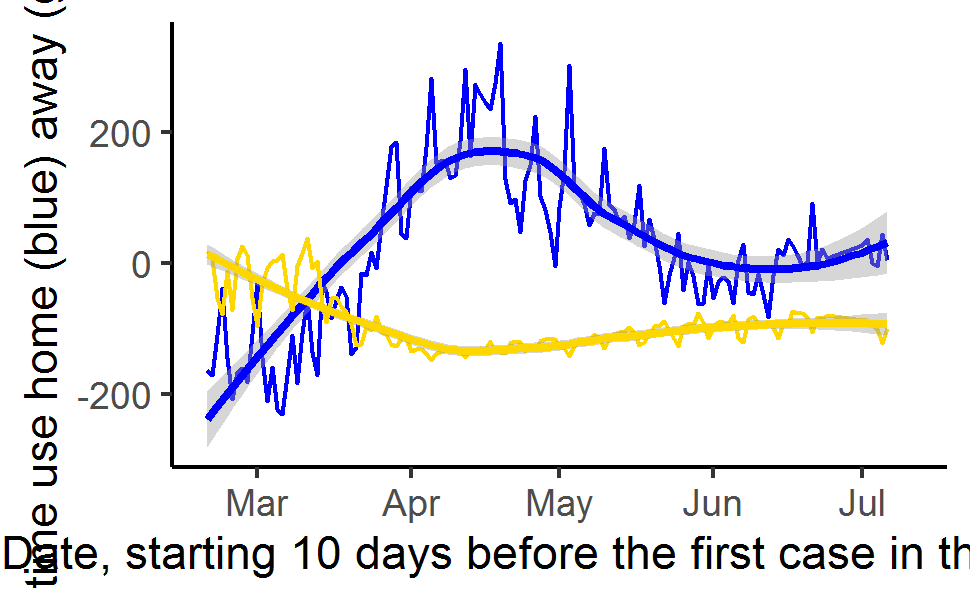 time use home (blue) away (
200
0
-200
Mar Apr May Jun Jul
Date, starting 10 days before the first case in th